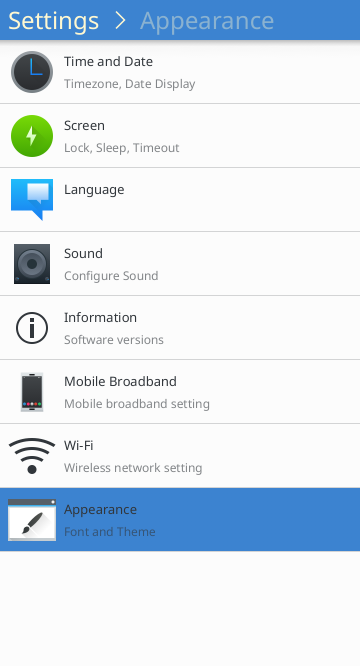 Settings > Appearance
Time and Date
Timezone, Date Display
Screen
Lock, Sleep, Timeout
Language
Sound
Configure Sound
Information
Software versions
Mobile Broadband
Mobile broadband setting
Wi-Fi
Wireless network setting
Appearance
Font and Theme